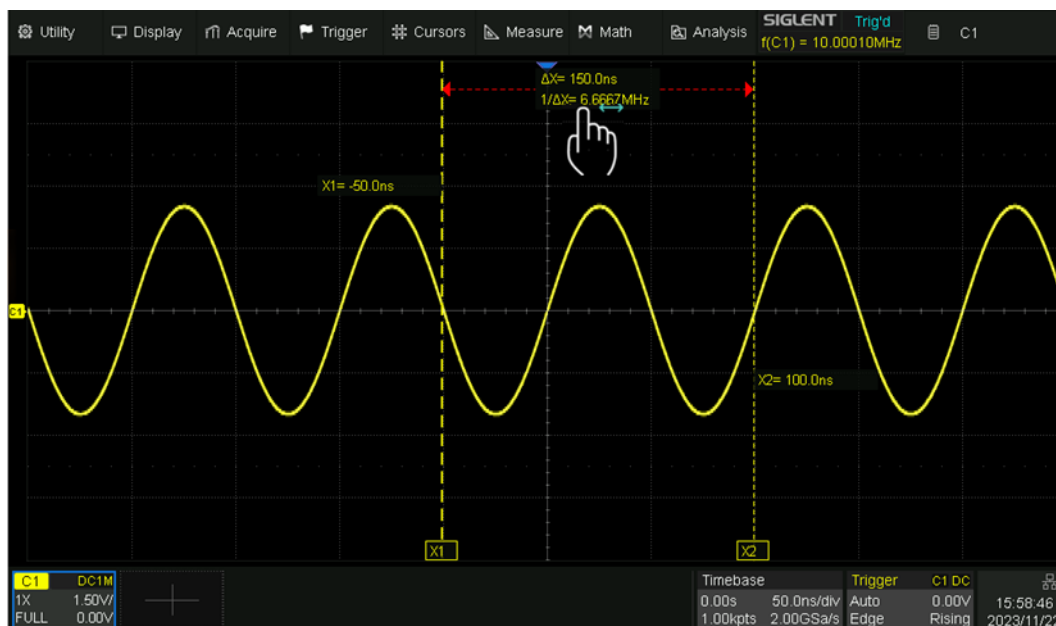 Utility Display Acquire Trigger Cursors Measure Math Analysis SIGLENT Trig'd
f(C1) = 10.00010MHz C1
ΔX= 150.0ns
1/ΔX= 6.6667MHz
X1= -50.0ns
C1
X2= 100.0ns
X1 X2
C1 DC1M Timebase Trigger C1 DC
1X 1.50V/ 0.00s 50.0ns/div Auto 0.00V 15:58:46
FULL 0.00V 1.00kpts 2.00GSa/s Edge Rising 2023/11/23